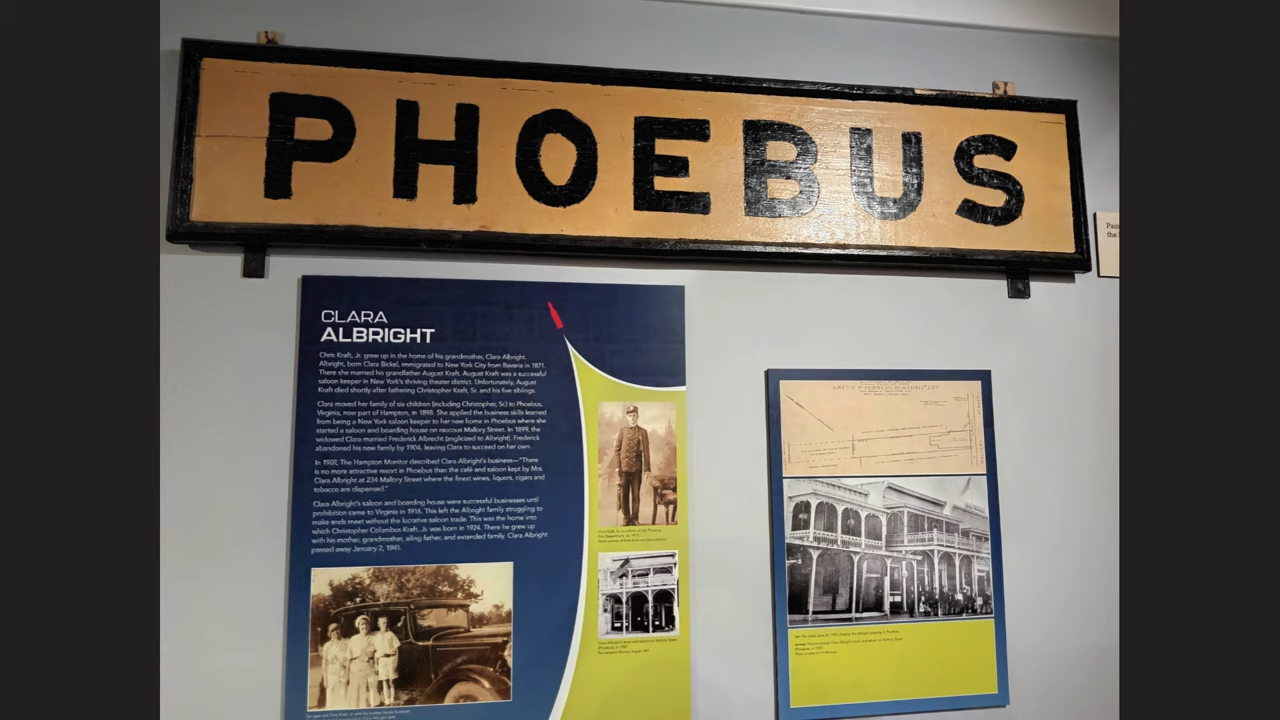 PHOEBUS
Pain
the
CLARA
ALBRIGHT
Chris Kraft, Jr. grew up in the home of his grandmother, Clara Albright.
Albright, born Clara Bickel, immigrated to New York City from Bavaria in 1871.
There she married his grandfather August Kraft. August Kraft was a successful
saloon keeper in New York's thriving theater district. Unfortunately, August
Kraft died shortly after fathering Christopher Kraft, Sr. and his five siblings.
Clara moved her family of six children (including Christopher, Sr.) to Phoebus,
Virginia, now part of Hampton, in 1898. She applied the business skills learned
from being a New York saloon keeper to her new home in Phoebus where she
started a saloon and boarding house on raucous Mallory Street. In 1899, the
widowed Clara married Frederick Albrecht (anglicized to Albright). Frederick
abandoned his new family by 1904, leaving Clara to succeed on her own.
In 1902, The Hampton Monitor described Clara Albright's business—"There
is no more attractive resort in Phoebus than the café and saloon kept by Mrs.
Clara Albright at 234 Mallory Street where the finest wines, liquors, cigars and
tobacco are dispensed."
Clara Albright's saloon and boarding house were successful businesses until
prohibition came to Virginia in 1916. This left the Albright family struggling to
make ends meet without the lucrative saloon trade. This was the home into
which Christopher Columbus Kraft, Jr. was born in 1924. There he grew up
with his mother, grandmother, ailing father, and extended family. Clara Albright
passed away January 2, 1941.